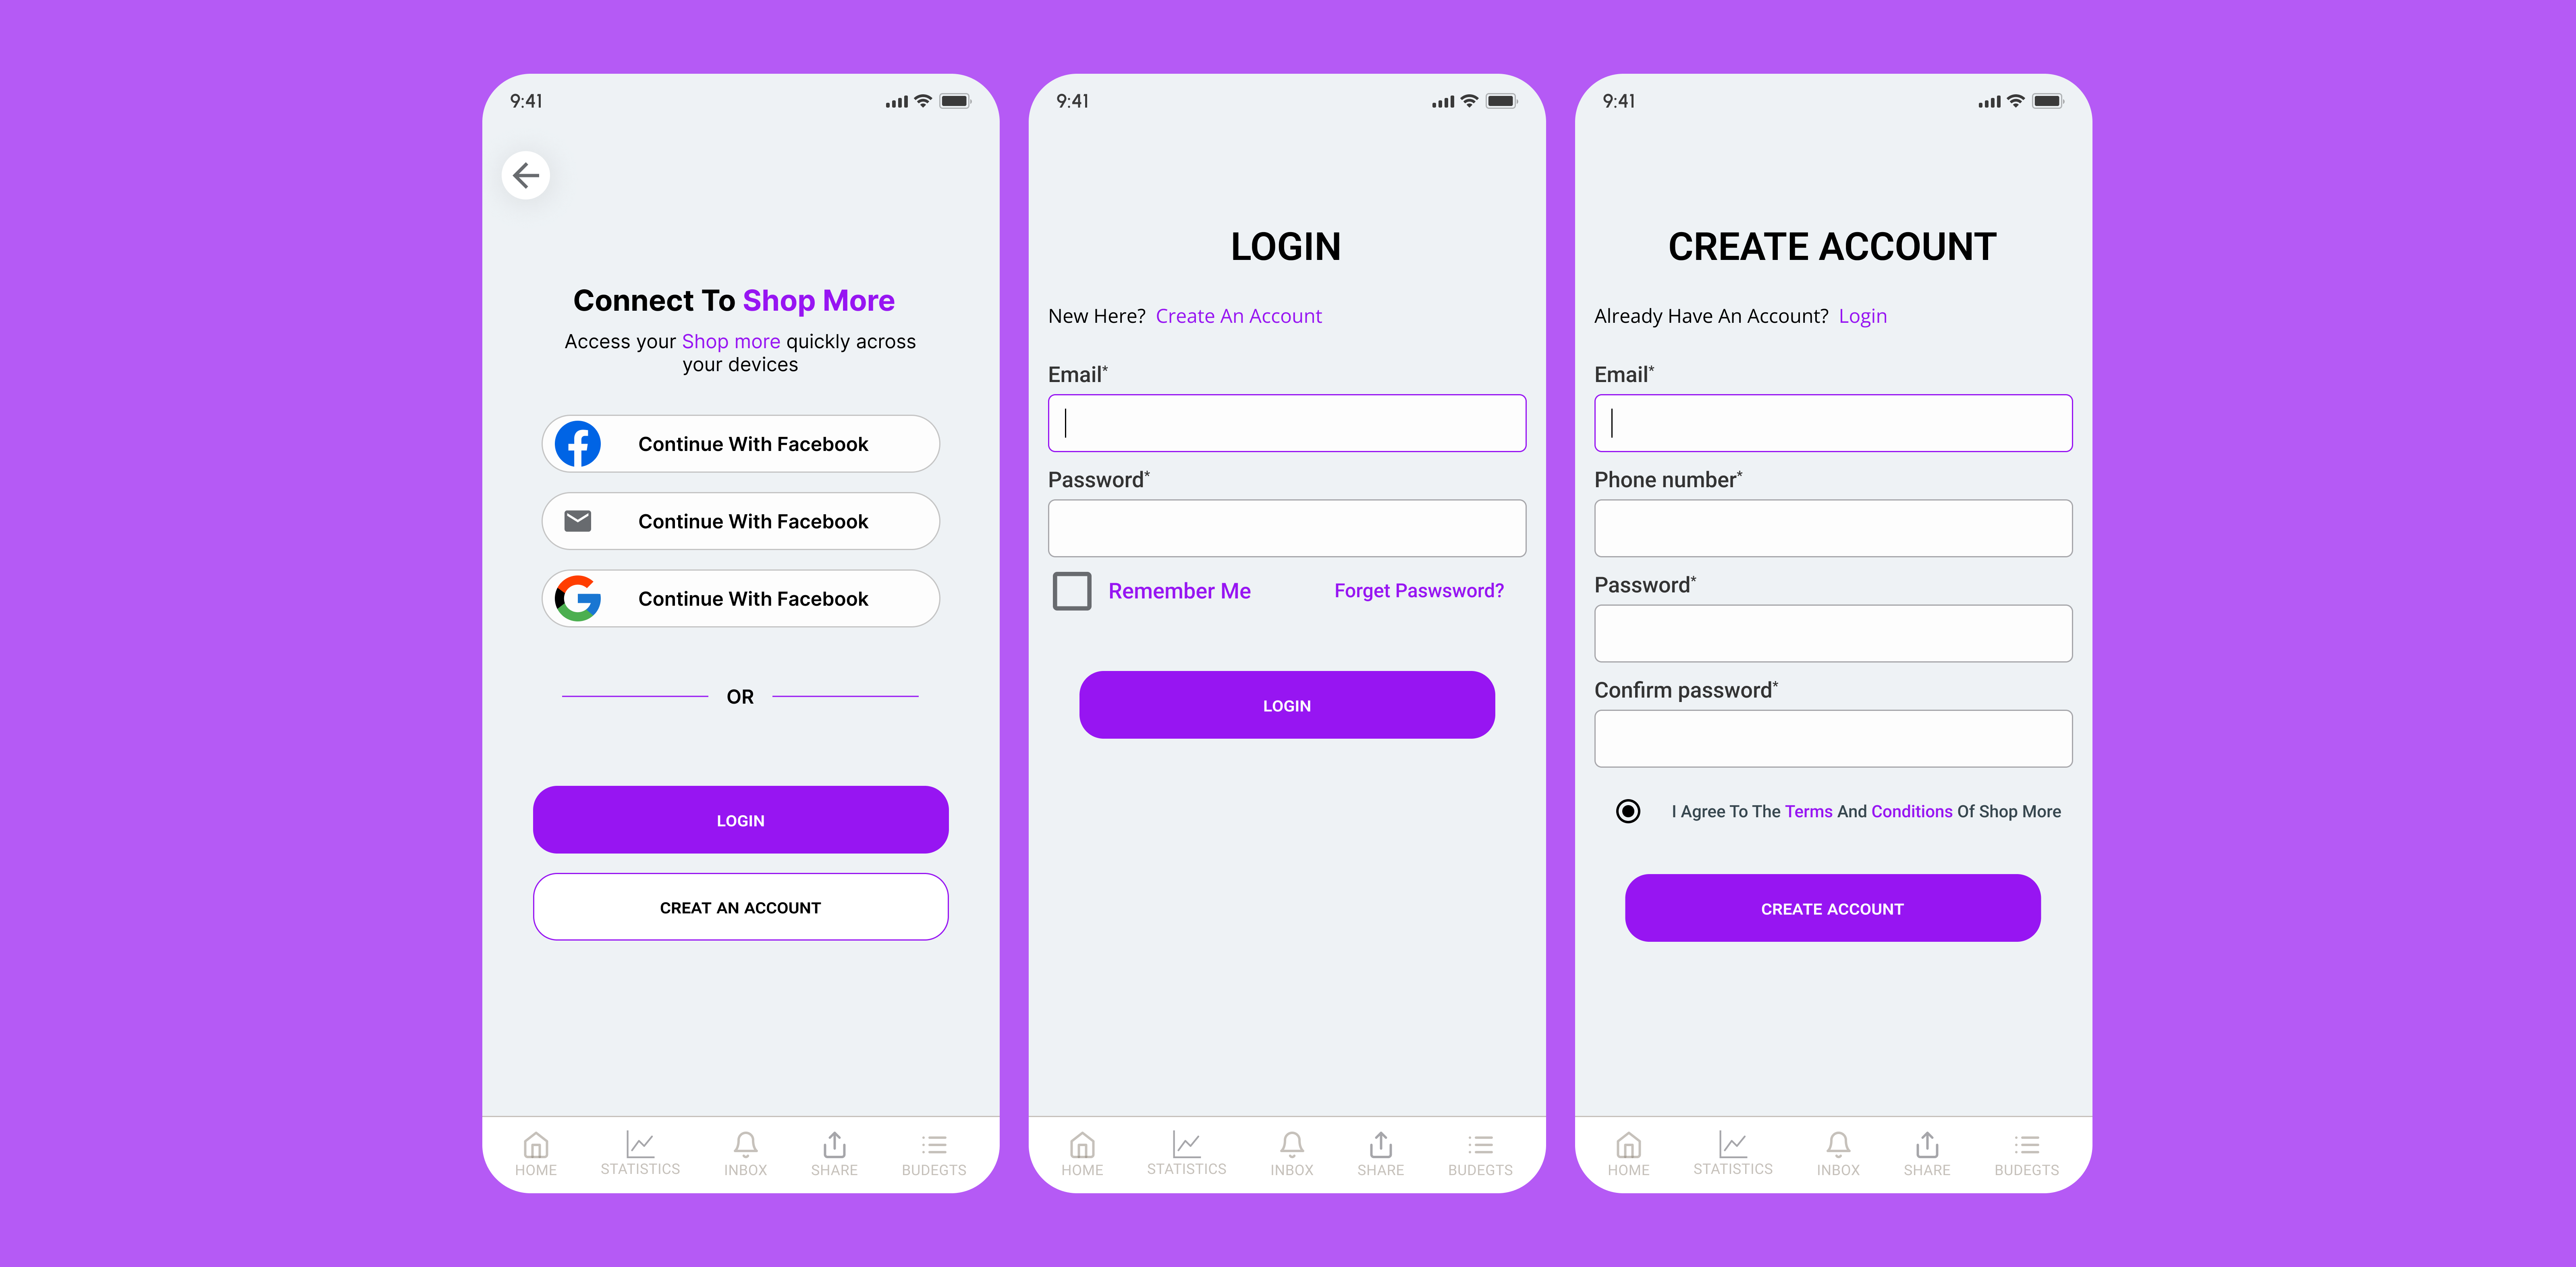 9:41
Connect To Shop More
Access your Shop more quickly across
your devices
Continue With Facebook
Continue With Facebook
Continue With Facebook
OR
LOGIN
CREAT AN ACCOUNT
HOME STATISTICS INBOX SHARE BUDEGTS
9:41
LOGIN
New Here? Create An Account
Email*
Password*
Remember Me Forget Paswsword?
LOGIN
HOME STATISTICS INBOX SHARE BUDEGTS
9:41
CREATE ACCOUNT
Already Have An Account? Login
Email*
Phone number*
Password*
Confirm password*
I Agree To The Terms And Conditions Of Shop More
CREATE ACCOUNT
HOME STATISTICS INBOX SHARE BUDEGTS